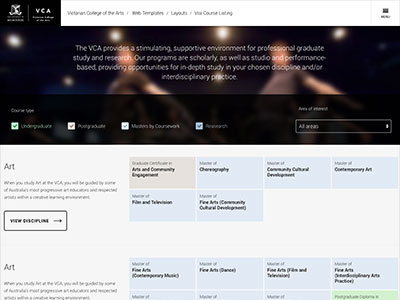 VCA
Victorian College of the Arts
Victorian College of the Arts / Web Templates / Layouts / Vca Course Listing
MENU
The VCA provides a stimulating, supportive environment for professional graduate
study and research. Our programs are scholarly, as well as studio and performance-
based, providing opportunities for in-depth study in your chosen discipline and/or
interdisciplinary practice.
Course type
Area of interest
Undergraduate
Postgraduate
Masters by Coursework
Research
All areas
Art
When you study Art at the VCA, you will be guided by some
of Australia's most progressive art educators and respected
artists within a creative learning environment.
VIEW DISCIPLINE
Graduate Certificate in
Arts and Community
Engagement
Master of
Choreography
Master of
Community Cultural
Development
Master of
Contemporary Art
Master of
Film and Television
Master of
Fine Arts (Community
Cultural Development)
Art
When you study Art at the VCA, you will be guided by some
of Australia's most progressive art educators and respected
artists within a creative learning environment.
Master of
Fine Arts
(Contemporary Music)
Master of
Fine Arts (Dance)
Master of
Fine Arts (Film and
Television)
Master of
Fine Arts
(Interdisciplinary Arts
Practice)
Master of
Master of
Master of
Postgraduate Diploma in